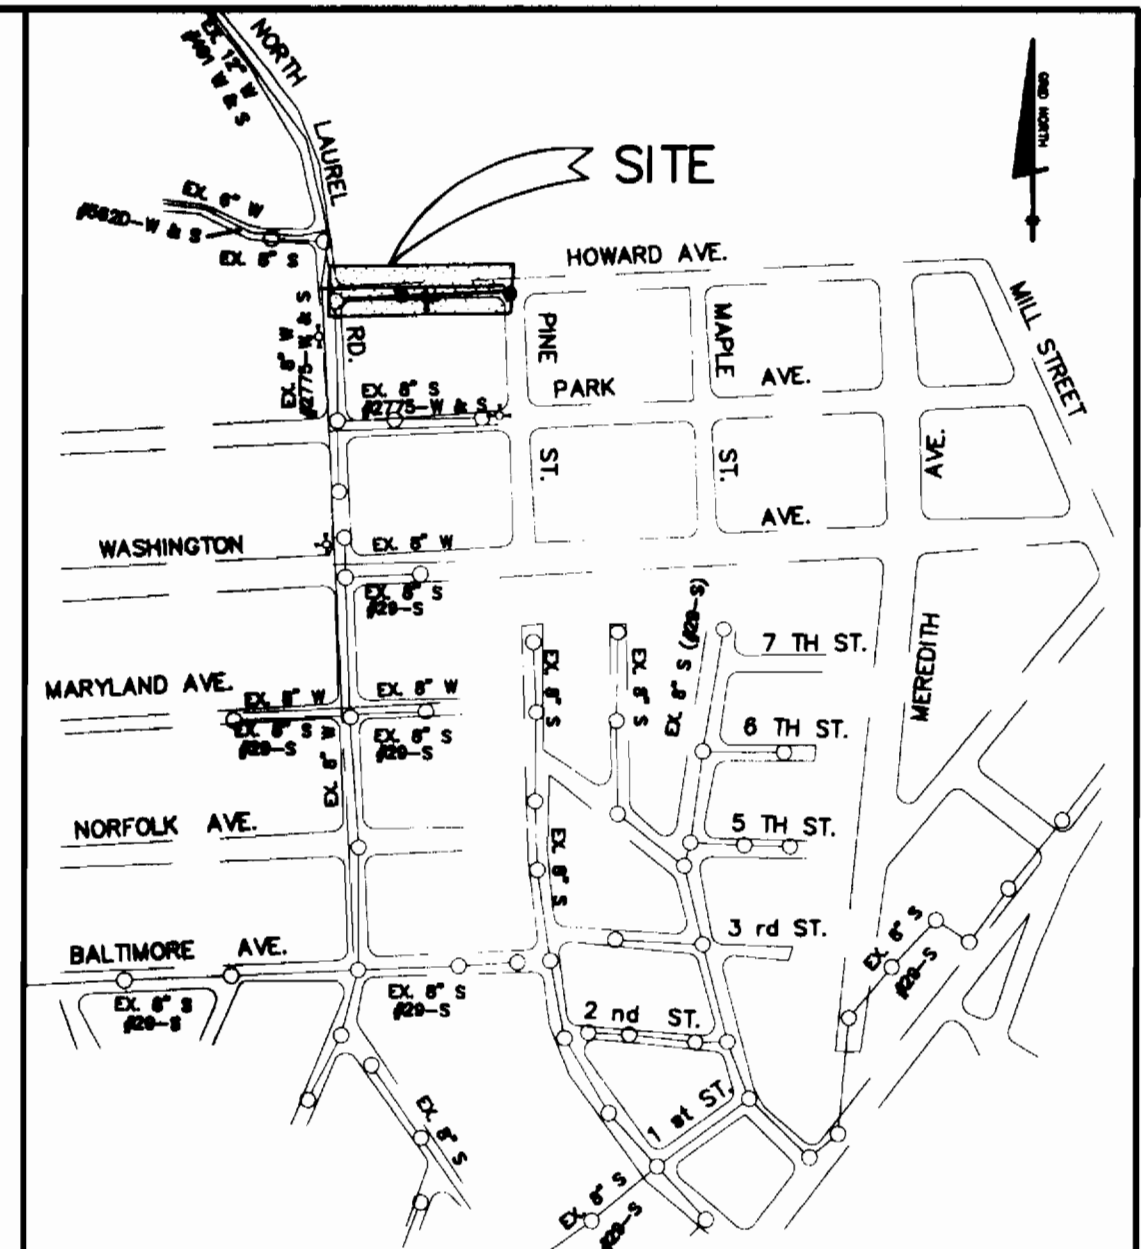 NORTH
EX. 12" W
LAUREL
SITE
GRID NORTH
EX. 6" W
#582D-W & S
EX. 8" S
HOWARD AVE.
MILL STREET
EX. 8" W
#2775-W & S
RD.
PINE
MAPLE
PARK
AVE.
EX. 8" S
#2775-W & S
ST.
ST.
AVE.
AVE.
WASHINGTON
EX. 8" W
EX. 8" S
#29-S
EX. 8" S (#29-S)
7 TH ST.
MEREDITH
MARYLAND AVE.
EX. 8" W
EX. 8" W
EX. 8" S
#29-S
EX. 8" S
#29-S
EX. 8" W
EX. 8" S
EX. 8" S
6 TH ST.
NORFOLK AVE.
5 TH ST.
EX. 8" S
BALTIMORE AVE.
3 rd ST.
EX. 8" S
#29-S
EX. 8" S
#29-S
EX. 8" S
#29-S
2 nd ST.
1 st ST.
EX. 8" S
EX. 8" S
#29-S